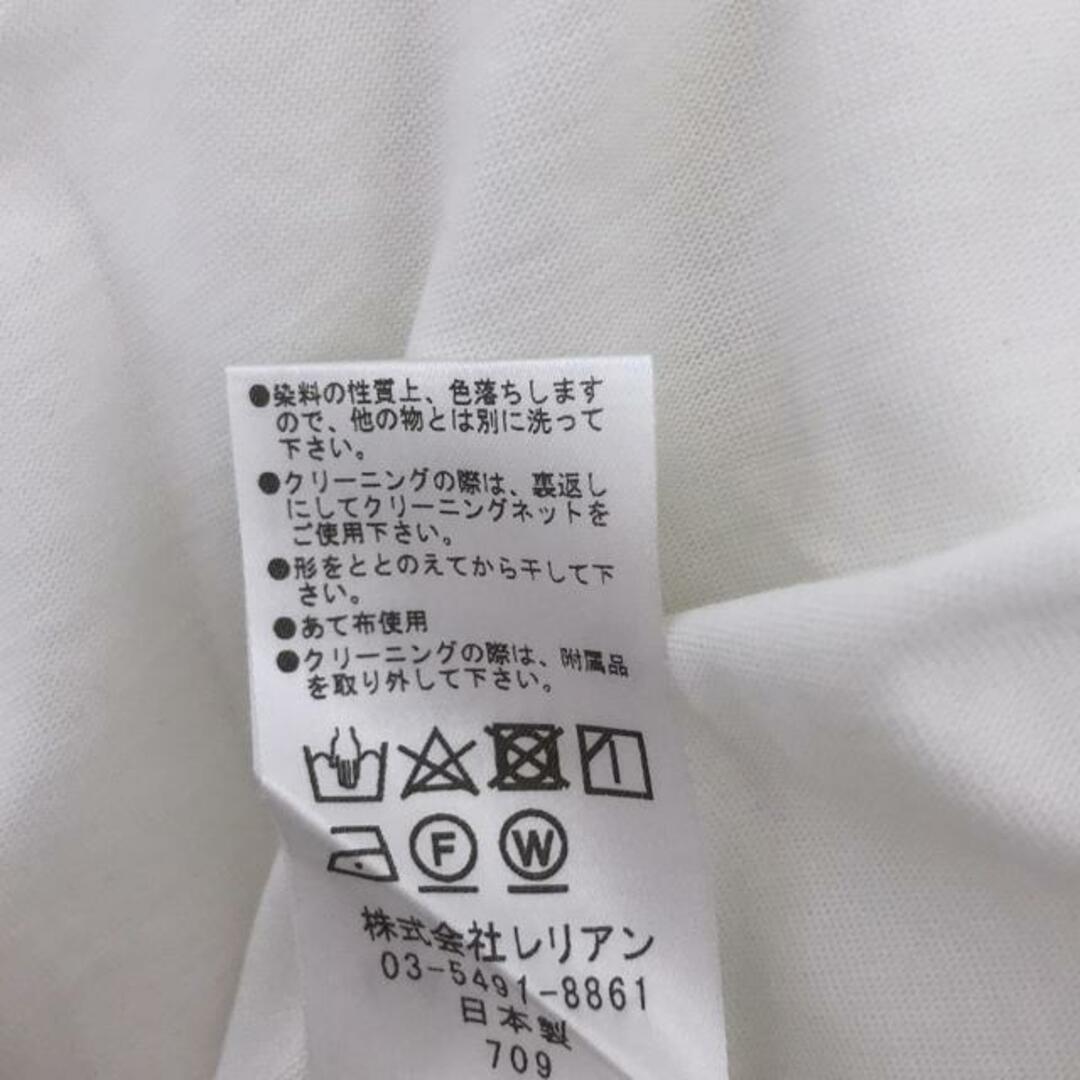 ●染料の性質上、色落ちします
ので、他の物とは別に洗って
下さい。
●クリーニングの際は、裏返し
にしてクリーニングネットを
ご使用下さい。
●形をととのえてから干して下
さい。
●あて布使用
●クリーニングの際は、附属品
を取り外して下さい。
F W
株式会社レリアン
03-5491-8861
日本製
709